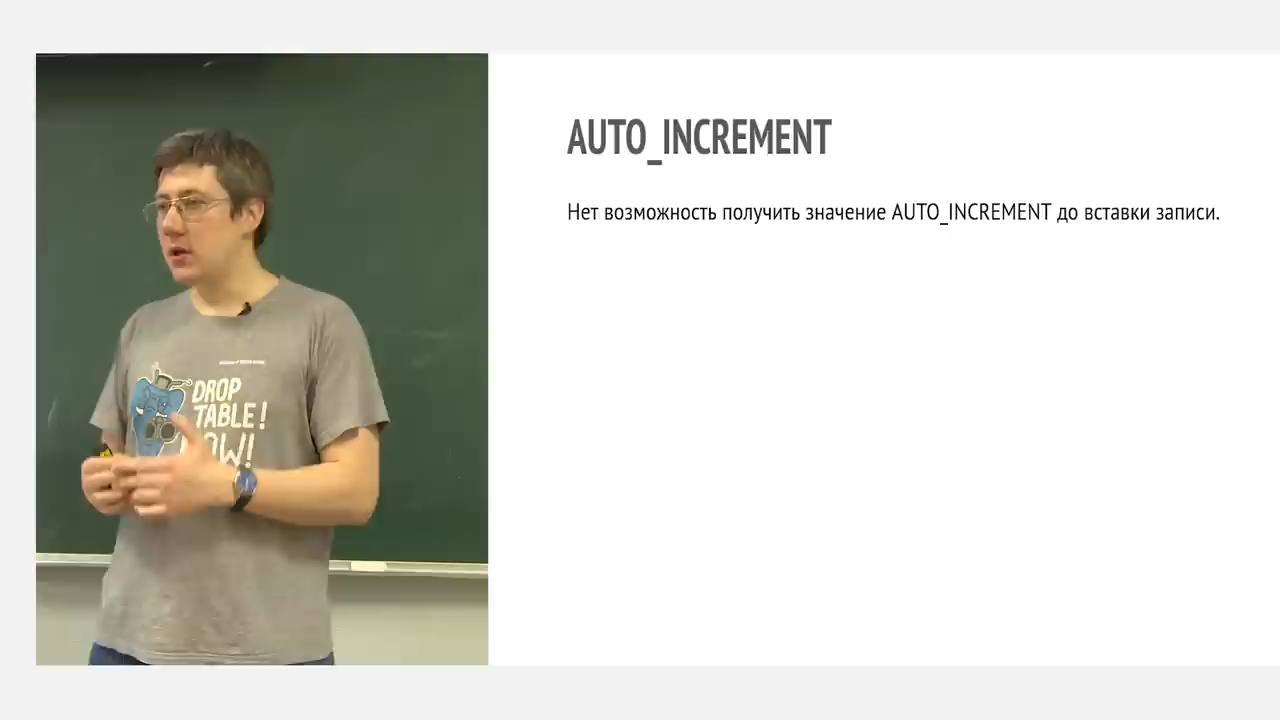 AUTO_INCREMENT
Нет возможность получить значение AUTO_INCREMENT до вставки записи.
DROP
TABLE!